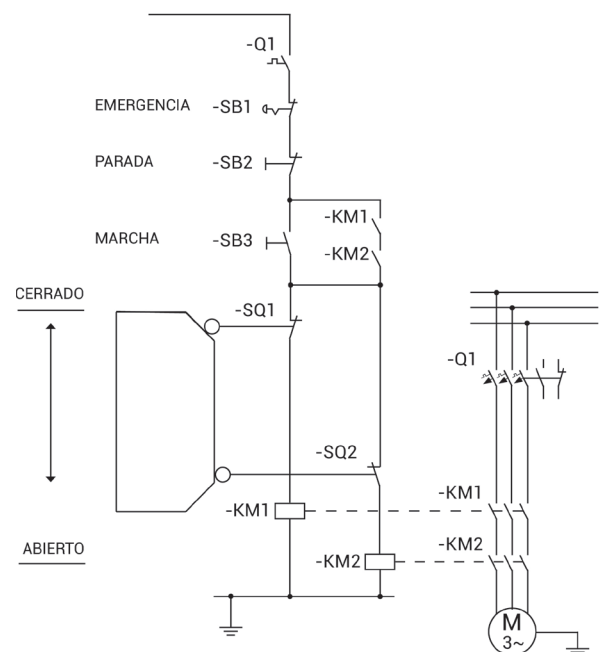 -Q1
EMERGENCIA -SB1
PARADA -SB2
-KM1
MARCHA -SB3
-KM2
CERRADO
-SQ1
-Q1
-SQ2
-KM1
-KM1
ABIERTO
-KM2
-KM2
M
3~